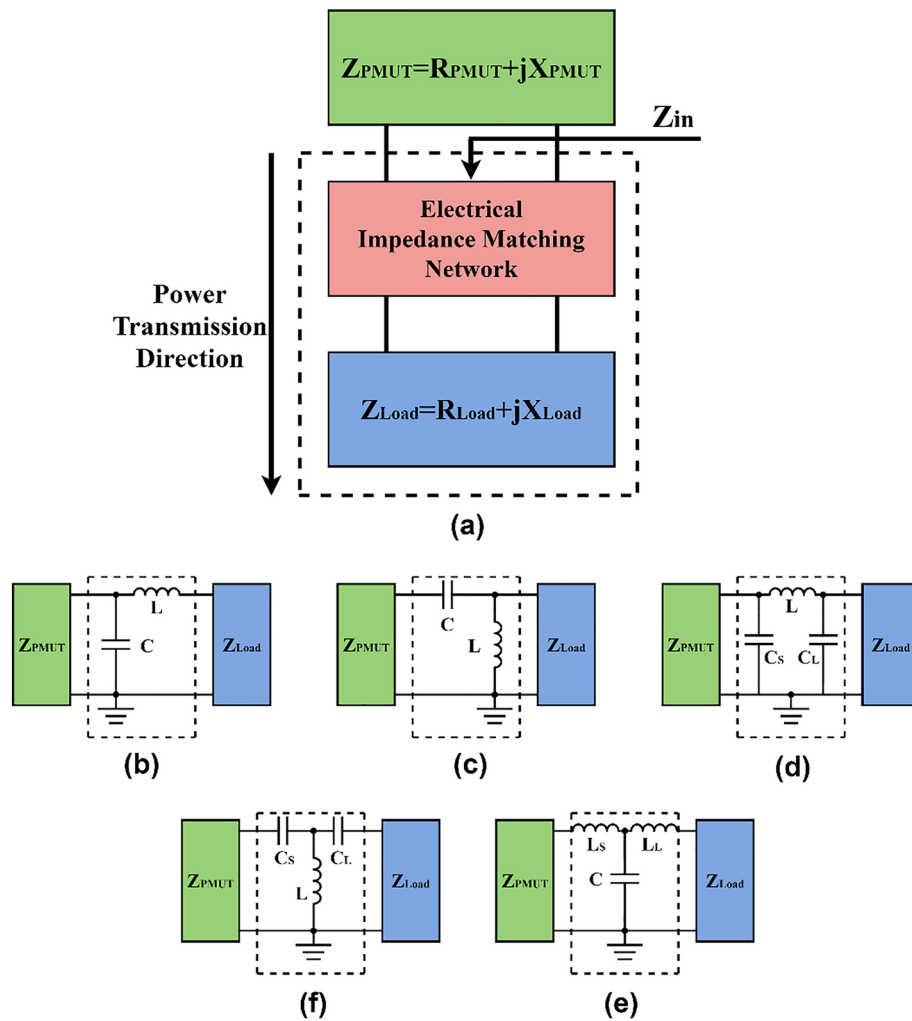 ZPMUT=RPMUT+jXPMUT
Zin
Electrical
Impedance Matching
Network
Power
Transmission
Direction
ZLoad=RLoad+jXLoad
(a)
ZPMUT
C
L
ZLoad
(b)
ZPMUT
C
L
ZLoad
(c)
ZPMUT
CS
L
CL
ZLoad
(d)
ZPMUT
CS
CL
L
ZLoad
(f)
ZPMUT
LS
LL
C
ZLoad
(e)